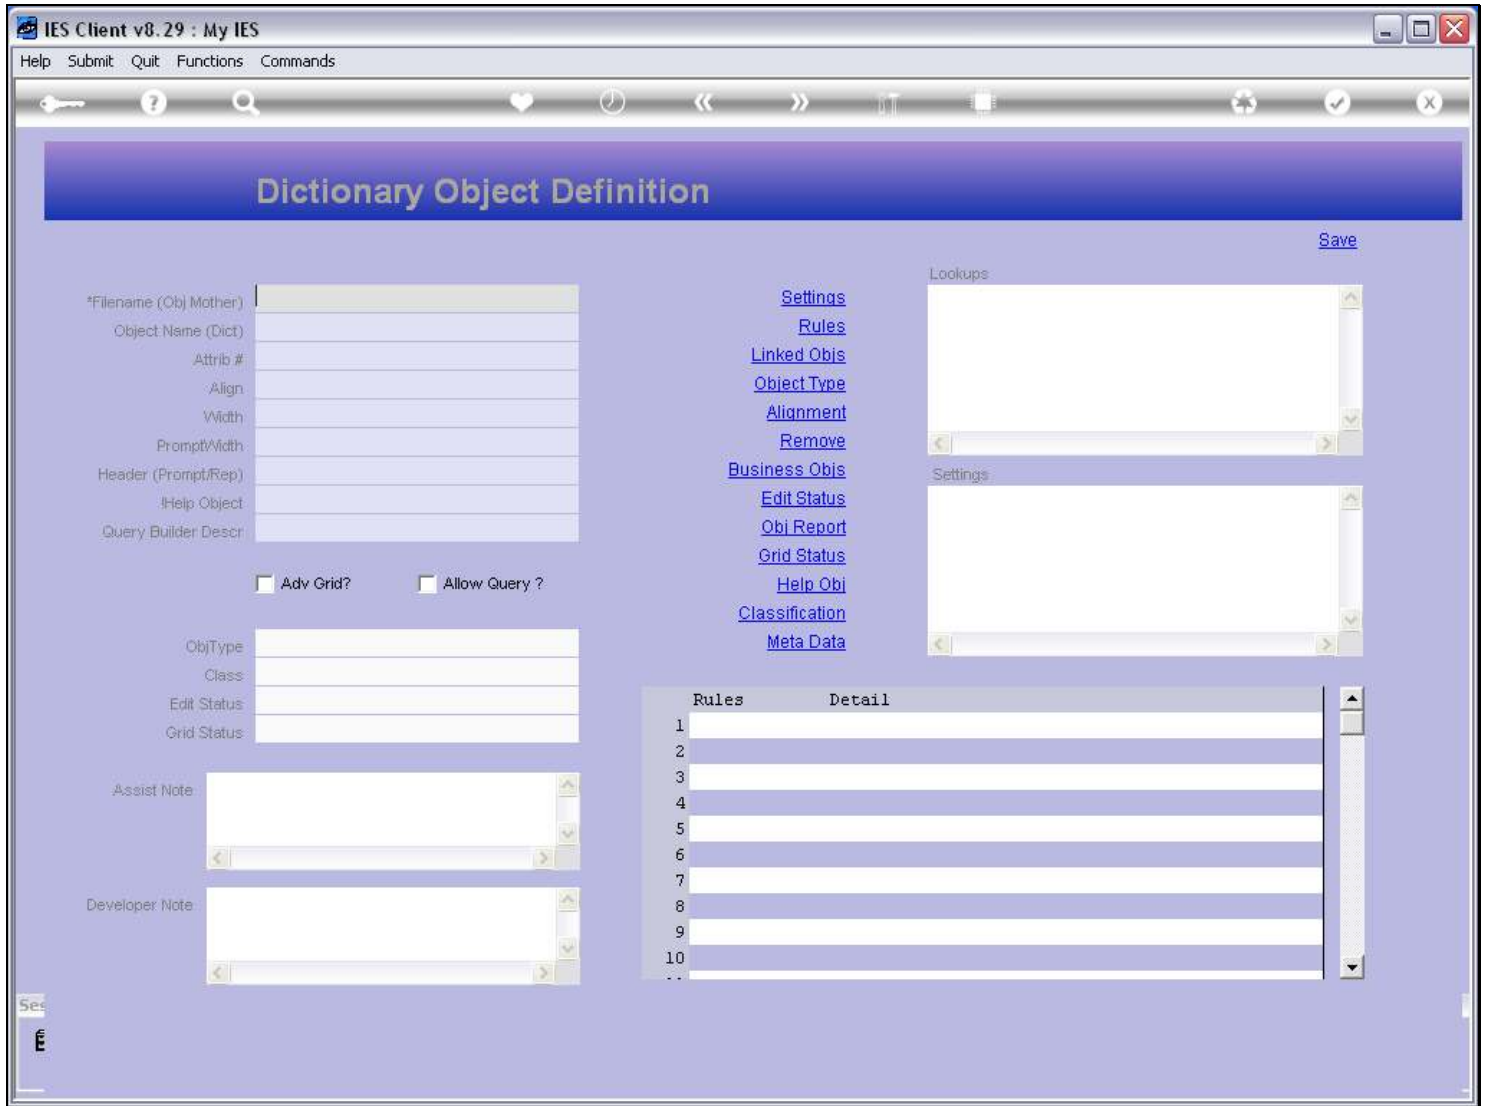 IES Client v8.29 : My IES
Help Submit Quit Functions Commands
Dictionary Object Definition
Save
*Filename (Obj Mother)
Object Name (Dict)
Attrib #
Align
Width
PromptWidth
Header (Prompt/Rep)
!Help Object
Query Builder Descr
Adv Grid? Allow Query ?
ObjType
Class
Edit Status
Grid Status
Assist Note
Developer Note
Settings
Rules
Linked Objs
Object Type
Alignment
Remove
Business Objs
Edit Status
Obj Report
Grid Status
Help Obj
Classification
Meta Data
Lookups
Settings
Rules Detail
1
2
3
4
5
6
7
8
9
10
Ses